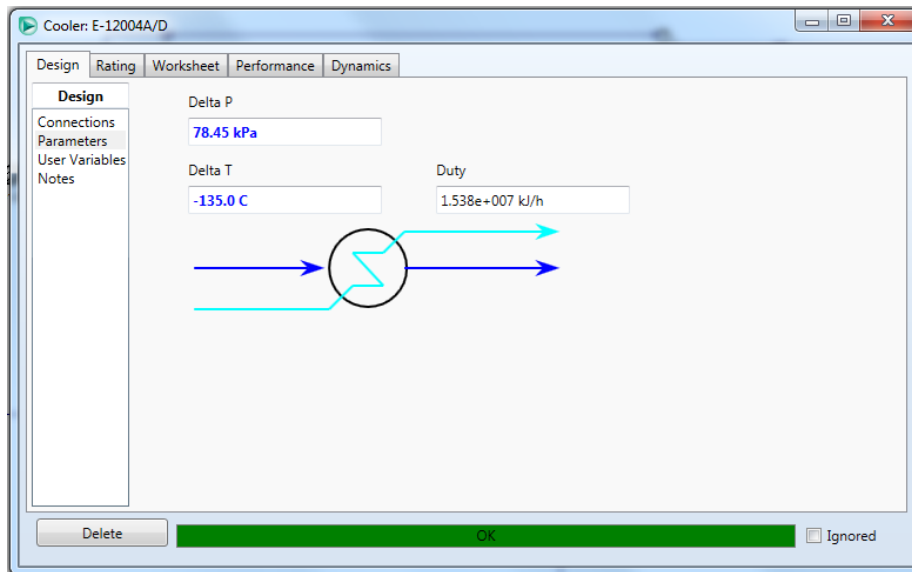 Cooler: E-12004A/D
Design Rating Worksheet Performance Dynamics
Design
Connections
Parameters
User Variables
Notes
Delta P
78.45 kPa
Delta T
-135.0 C
Duty
1.538e+007 kJ/h
Delete
OK
Ignored